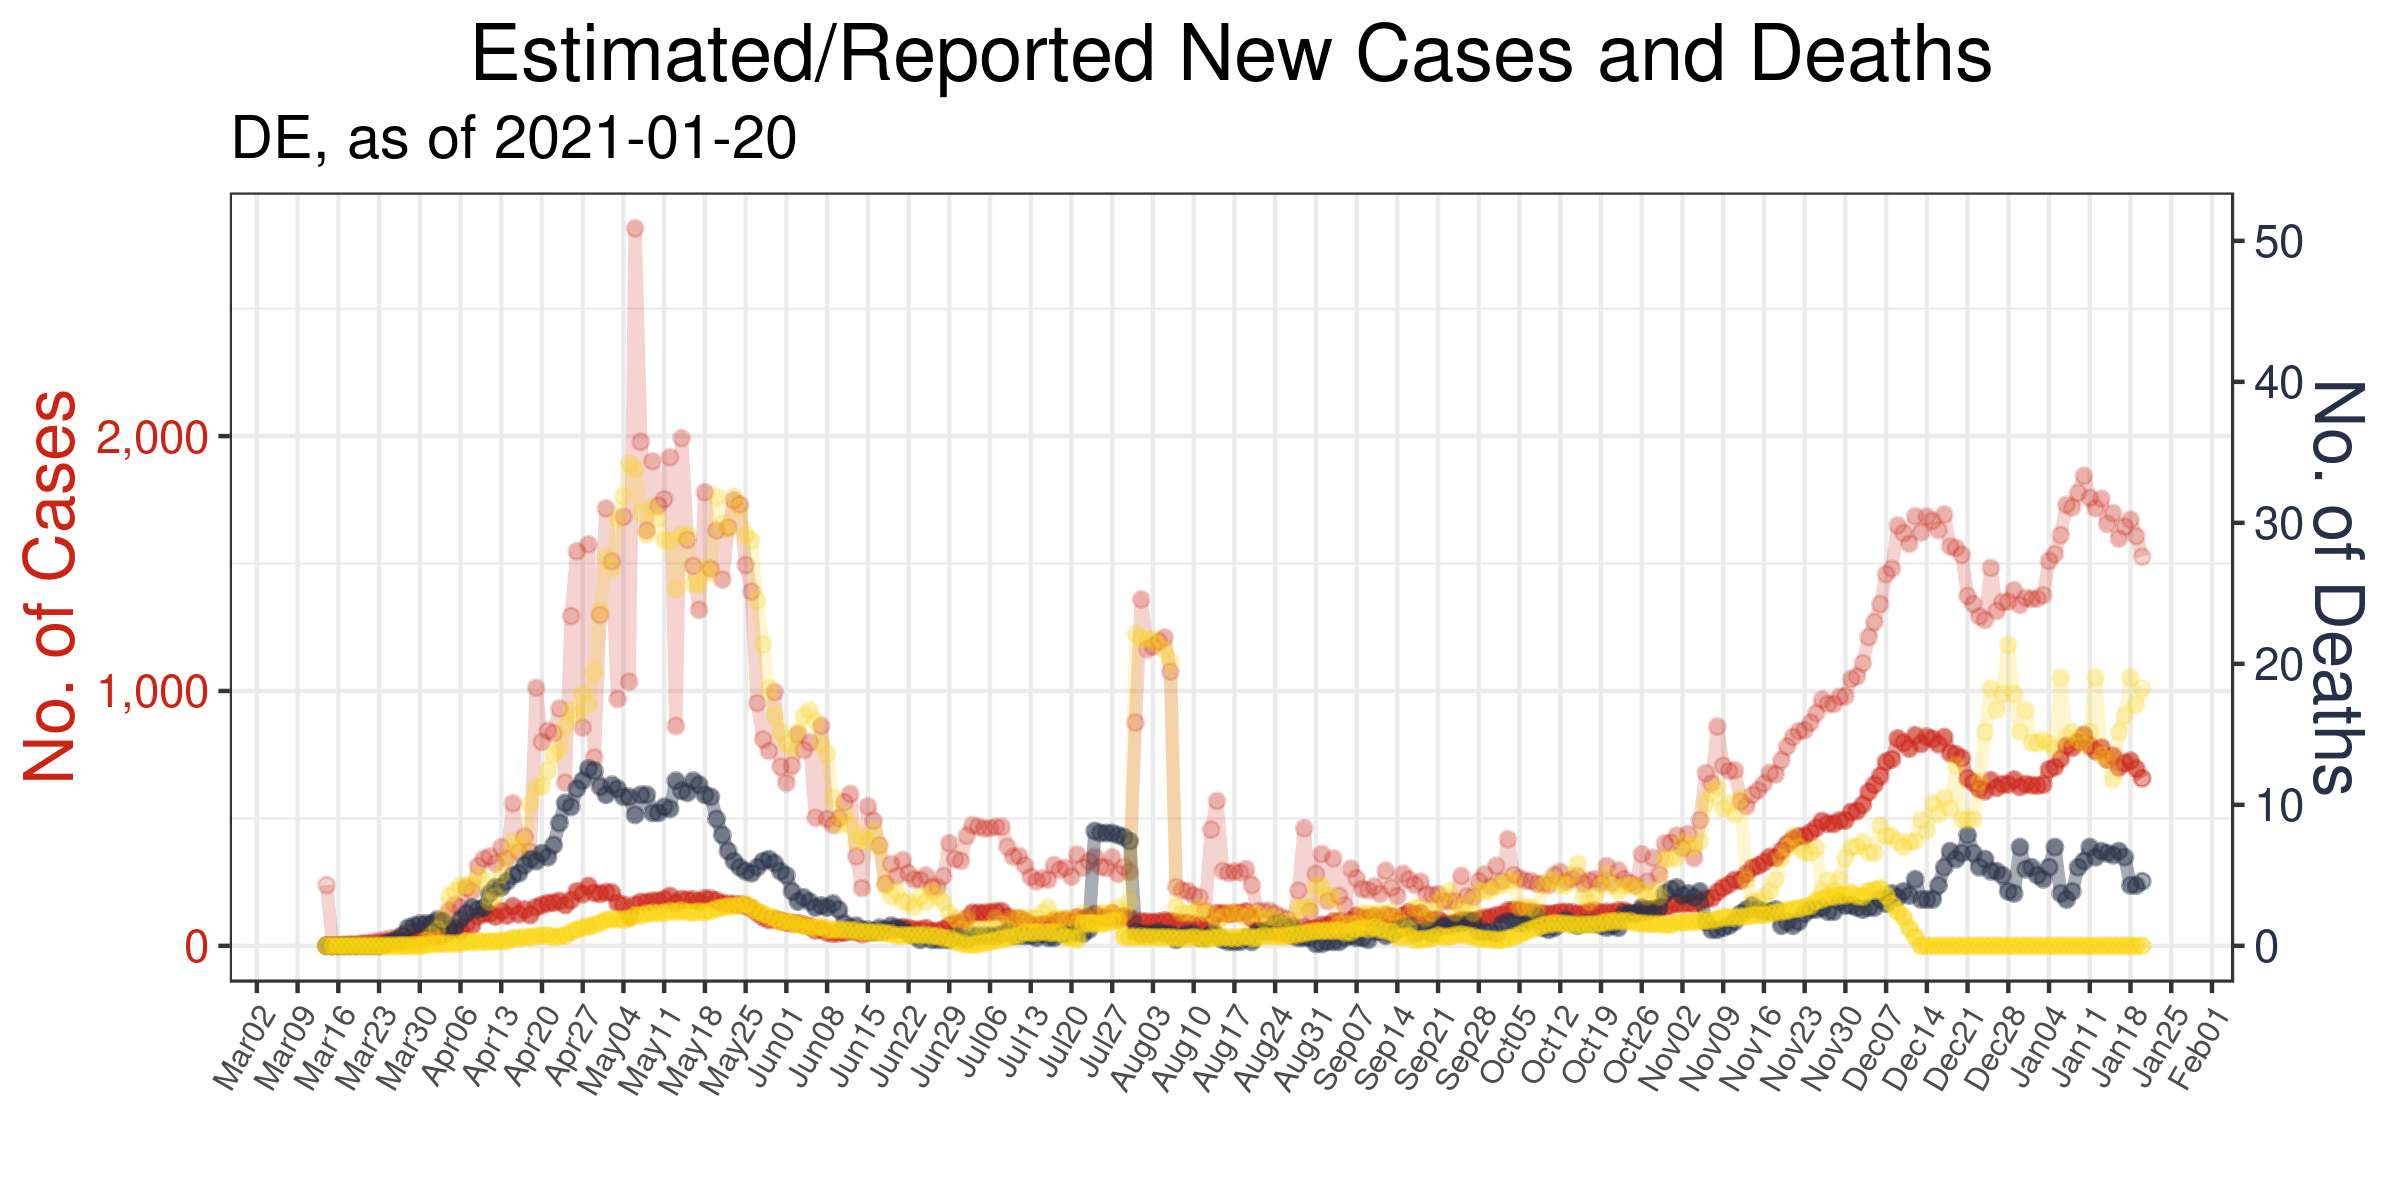 Estimated/Reported New Cases and Deaths
DE, as of 2021-01-20
No. of Cases
2,000
1,000
0
50
40
30
20
10
0
No. of Deaths
Mar02
Mar09
Mar16
Mar23
Mar30
Apr06
Apr13
Apr20
Apr27
May04
May11
May18
May25
Jun01
Jun08
Jun15
Jun22
Jun29
Jul06
Jul13
Jul20
Jul27
Aug03
Aug10
Aug17
Aug24
Aug31
Sep07
Sep14
Sep21
Sep28
Oct05
Oct12
Oct19
Oct26
Nov02
Nov09
Nov16
Nov23
Nov30
Dec07
Dec14
Dec21
Dec28
Jan04
Jan11
Jan18
Jan25
Feb01